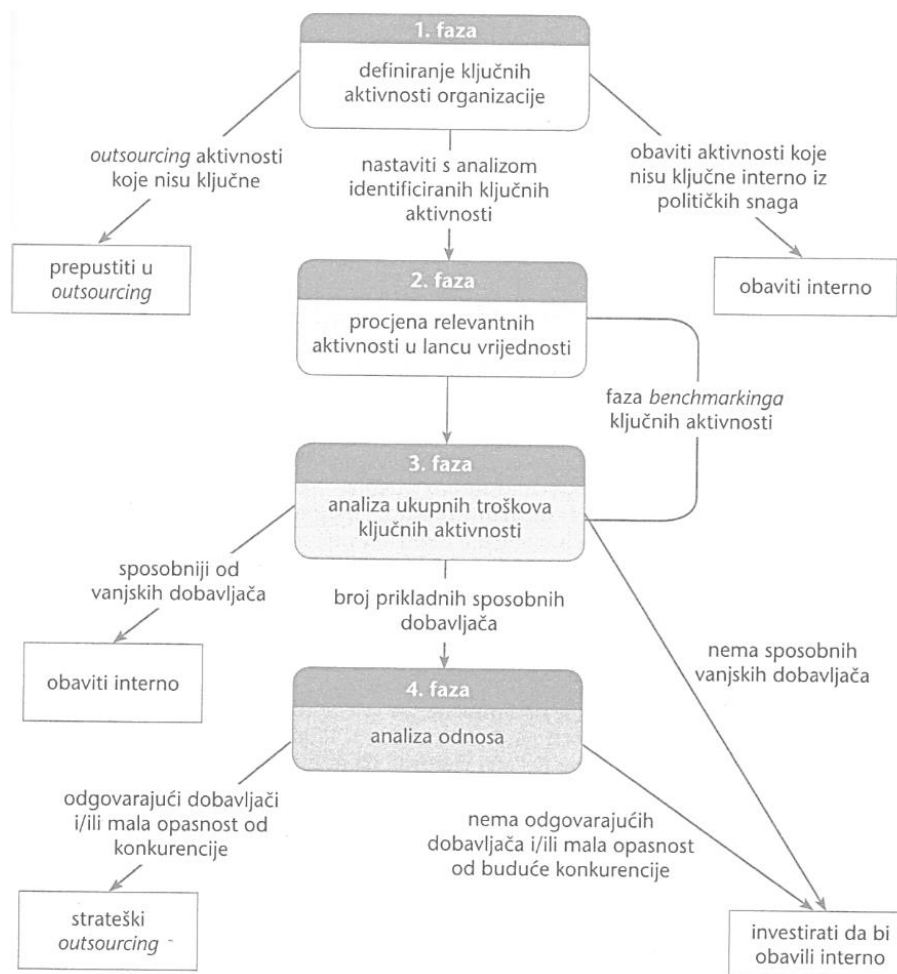 1. faza
definiranje ključnih
aktivnosti organizacije
outsourcing aktivnosti
koje nisu ključne
nastaviti s analizom
identificiranih ključnih
aktivnosti
obaviti aktivnosti koje
nisu ključne interno iz
političkih snaga
prepustiti u
outsourcing
obaviti interno
2. faza
procjena relevantnih
aktivnosti u lancu vrijednosti
faza benchmarkinga
ključnih aktivnosti
3. faza
analiza ukupnih troškova
ključnih aktivnosti
sposobniji od
vanjskih dobavljača
broj prikladnih sposobnih
dobavljača
nema sposobnih
vanjskih dobavljača
obaviti interno
4. faza
analiza odnosa
odgovarajući dobavljači
i/ili mala opasnost od
konkurencije
nema odgovarajućih
dobavljača i/ili mala opasnost
od buduće konkurencije
strateški
outsourcing
investirati da bi
obavili interno